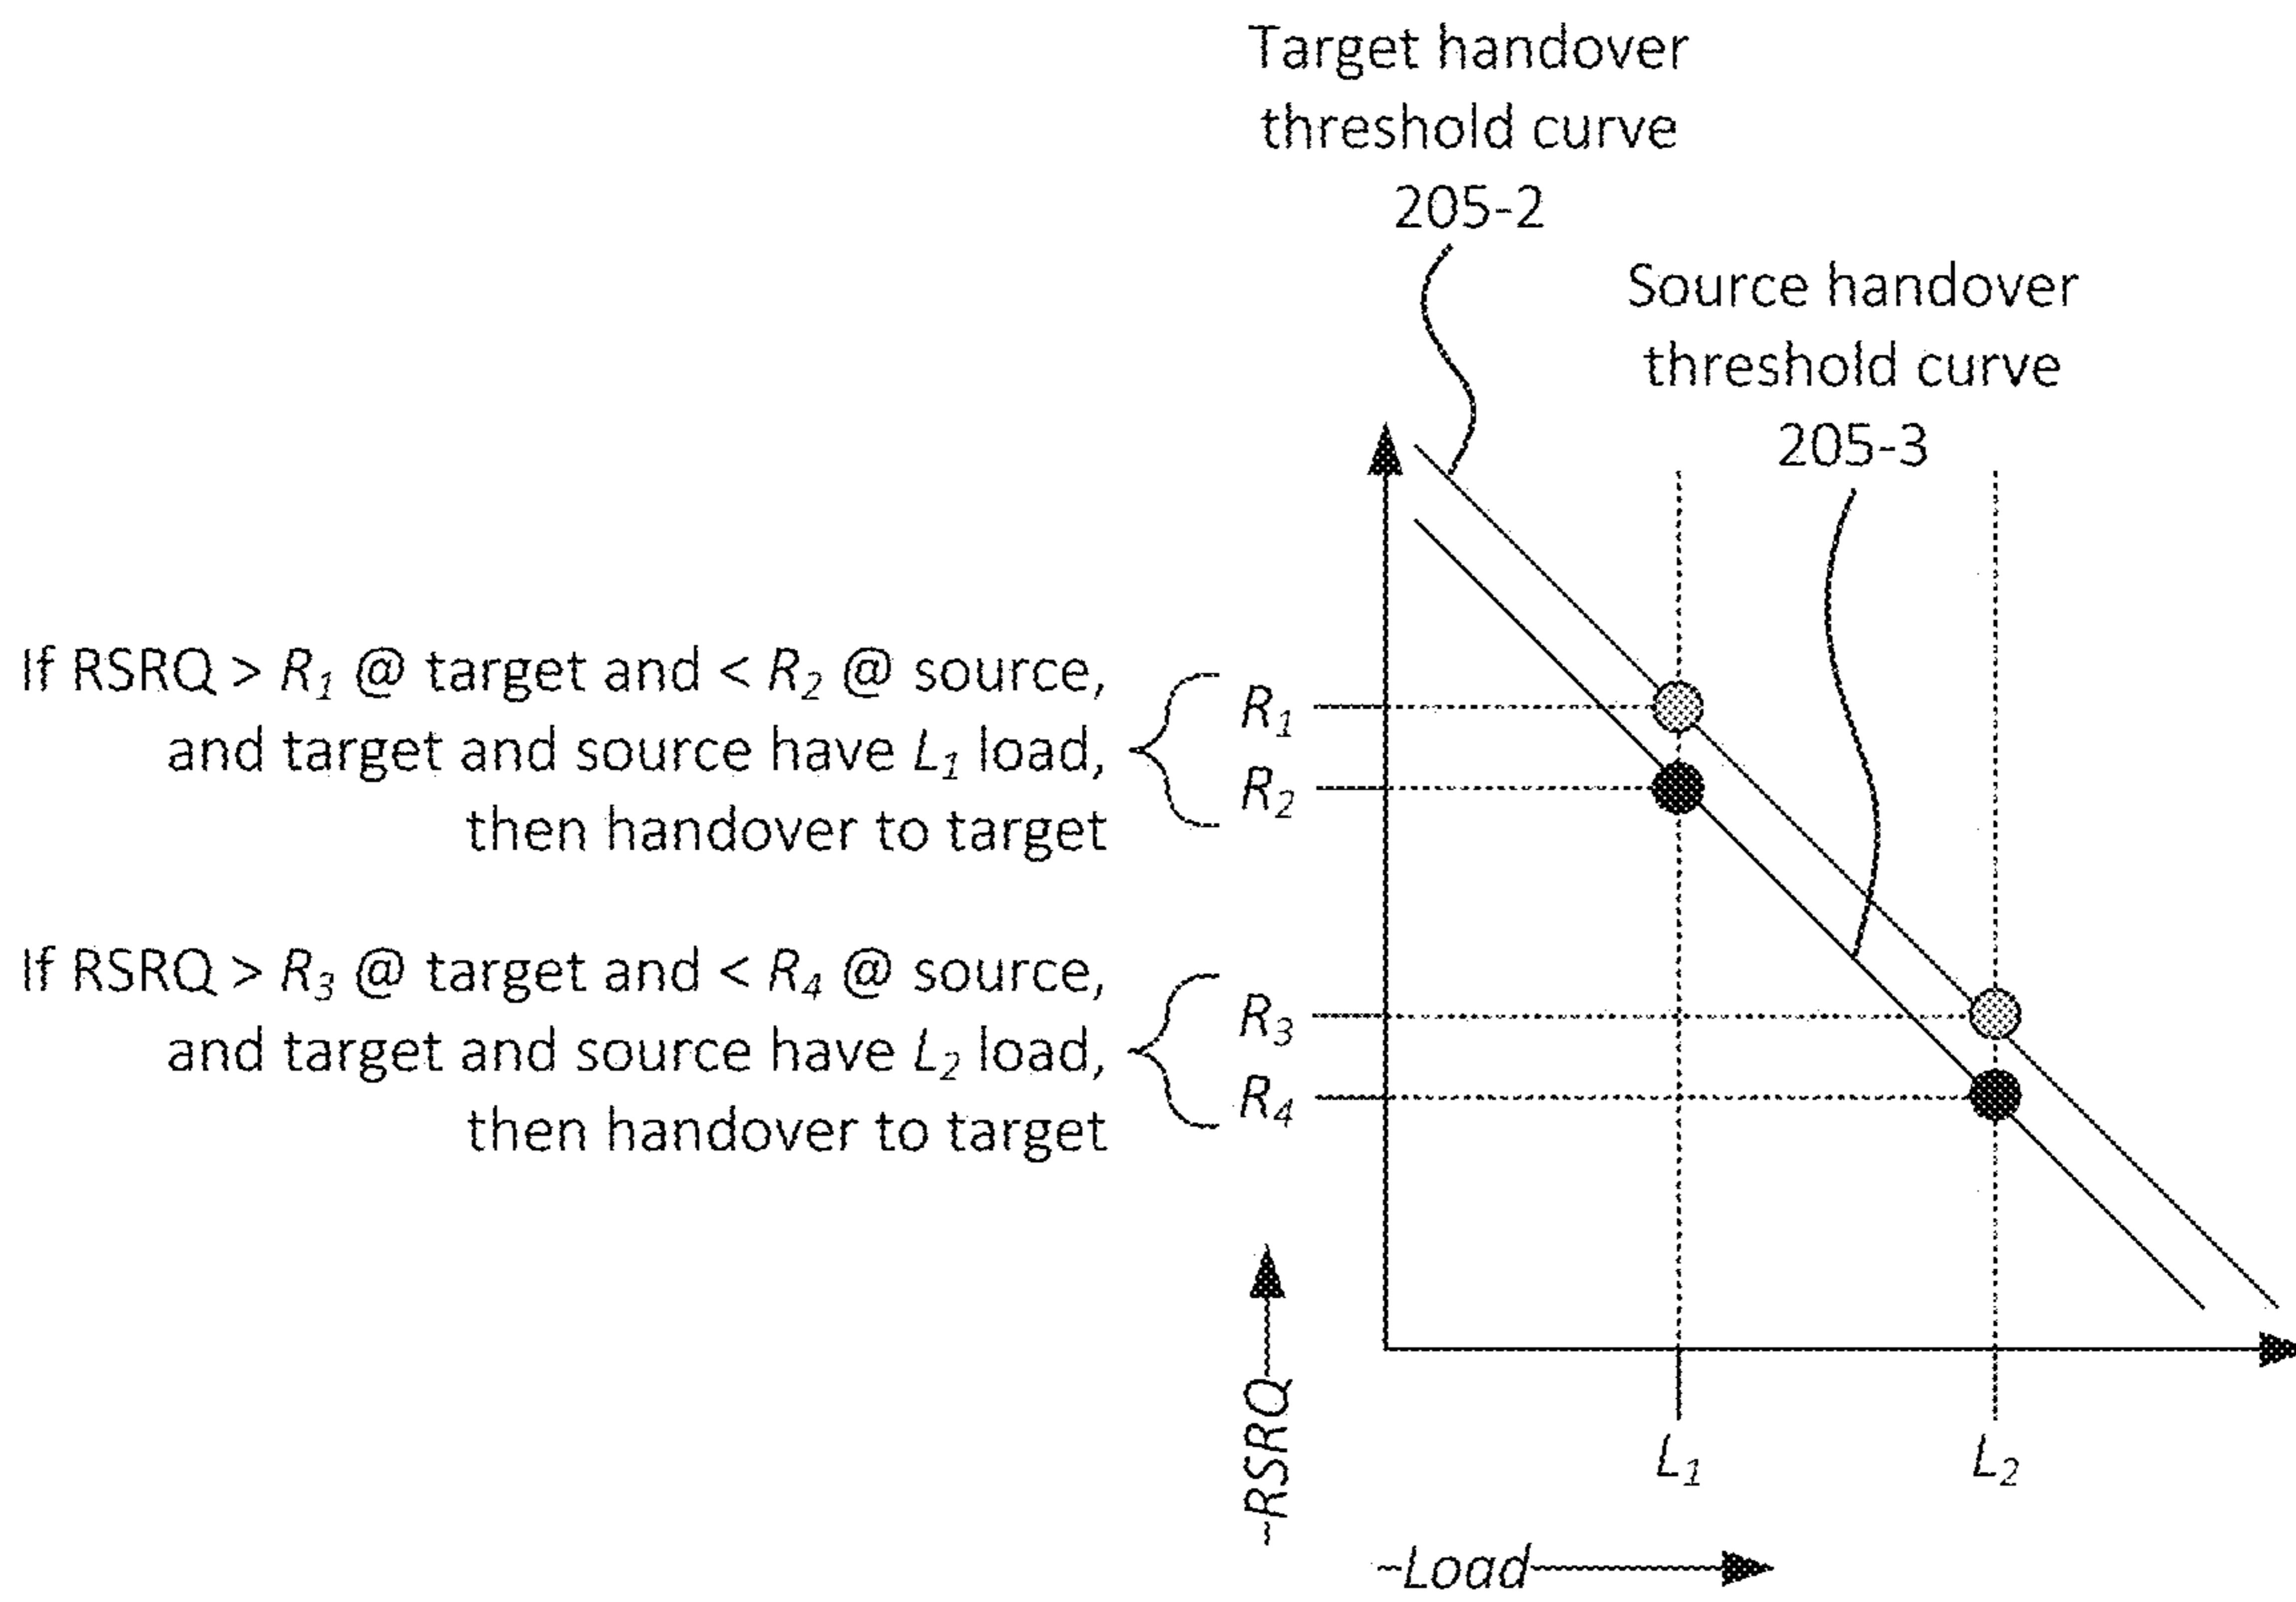 Target handover
threshold curve
205-2
Source handover
threshold curve
205-3
If RSRQ > R1 @ target and < R2 @ source,
and target and source have L1 load,
then handover to target
R1
R2
If RSRQ > R3 @ target and < R4 @ source,
and target and source have L2 load,
then handover to target
R3
R4
RSRQ
L1
L2
Load